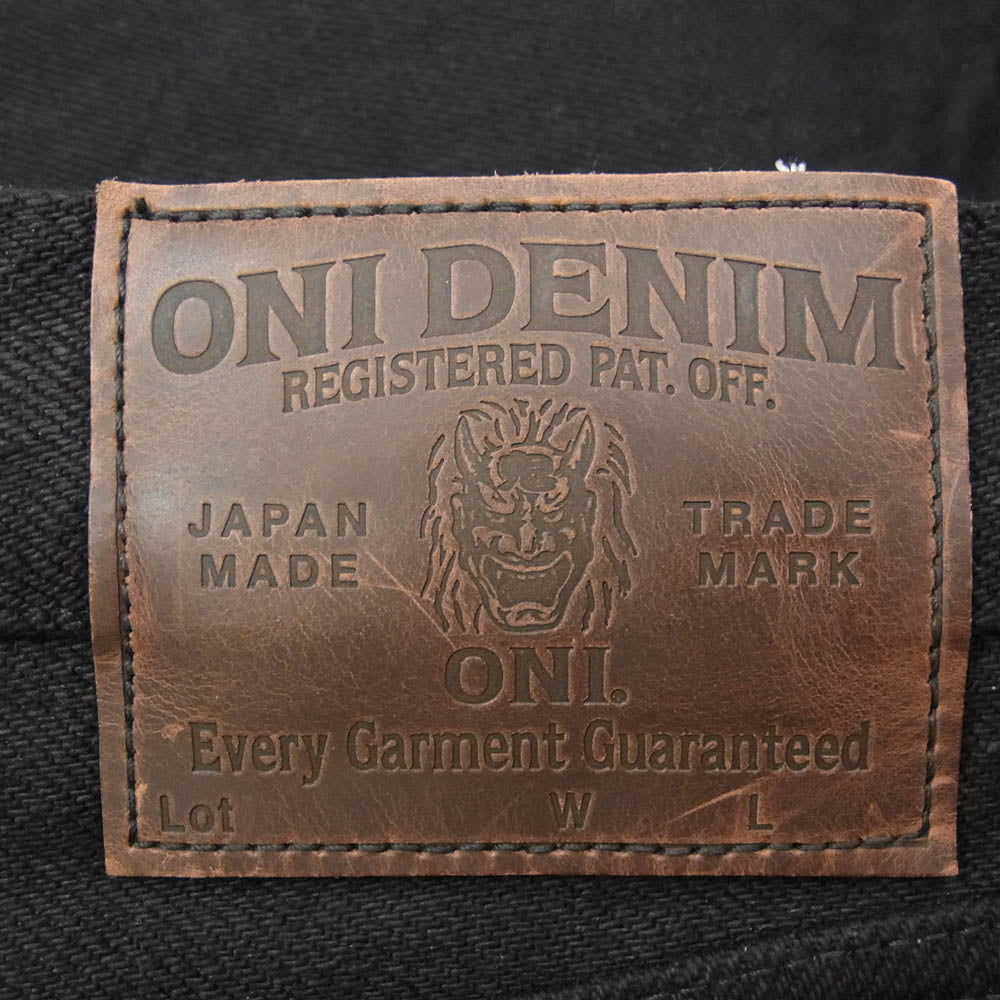 ONI DENIM
REGISTERED PAT. OFF.
JAPAN
MADE
TRADE
MARK
ONI.
Every Garment Guaranteed
Lot W L